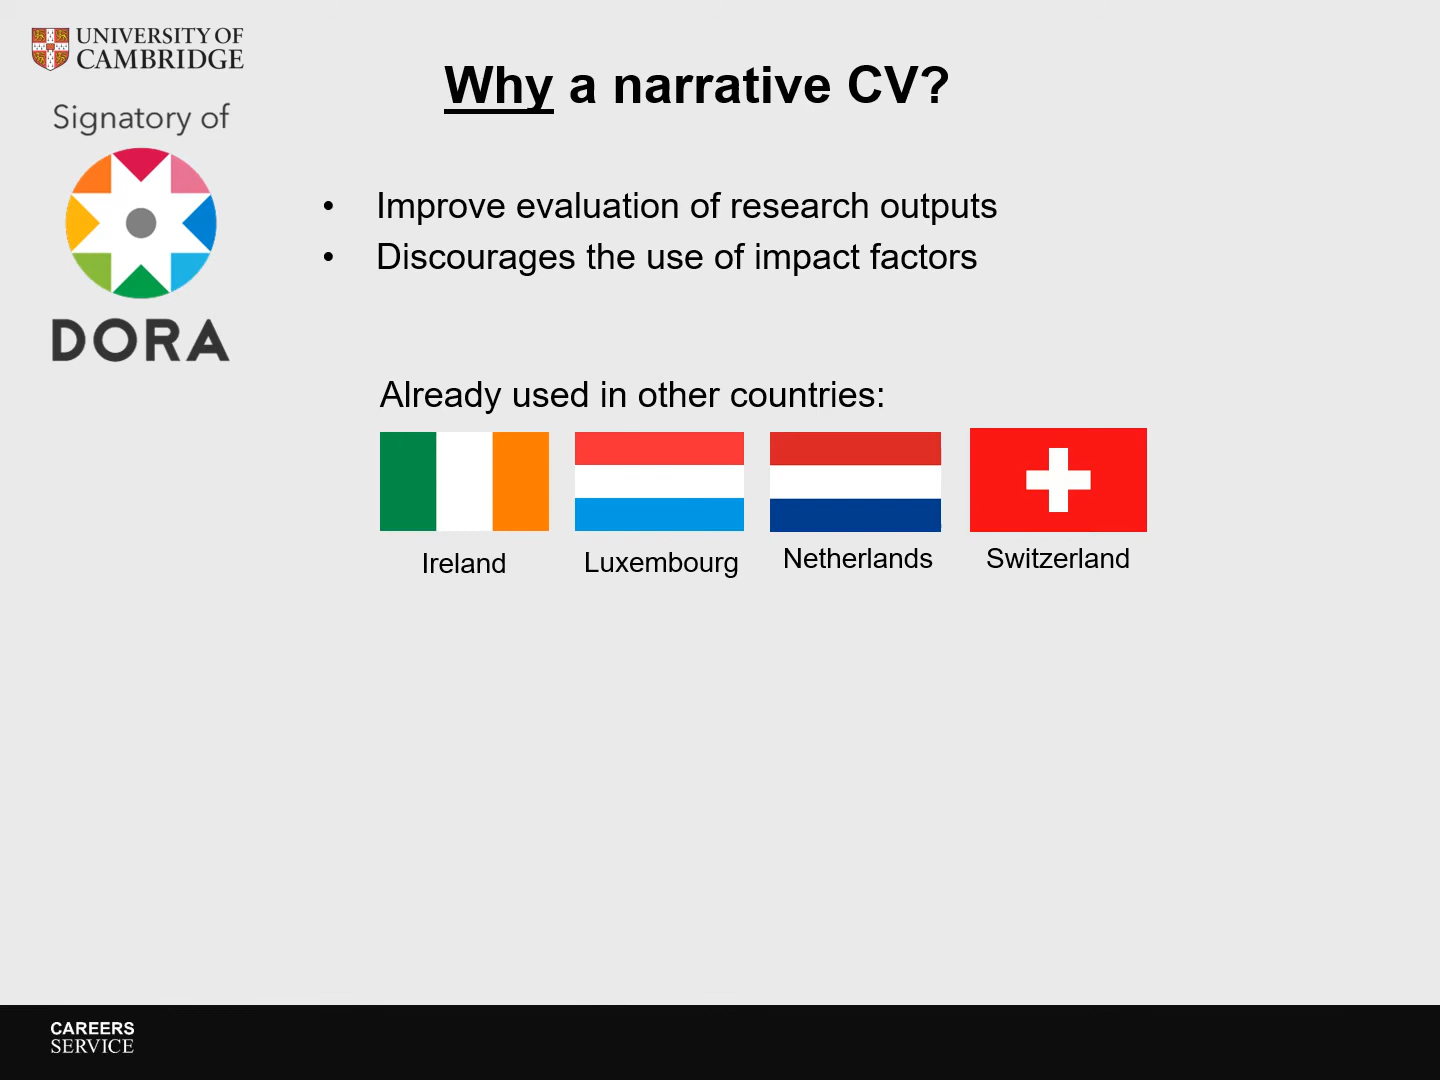 UNIVERSITY OF
CAMBRIDGE
Signatory of
DORA
Why a narrative CV?
• Improve evaluation of research outputs
• Discourages the use of impact factors
Already used in other countries:
Ireland
Luxembourg
Netherlands
Switzerland
CAREERS
SERVICE